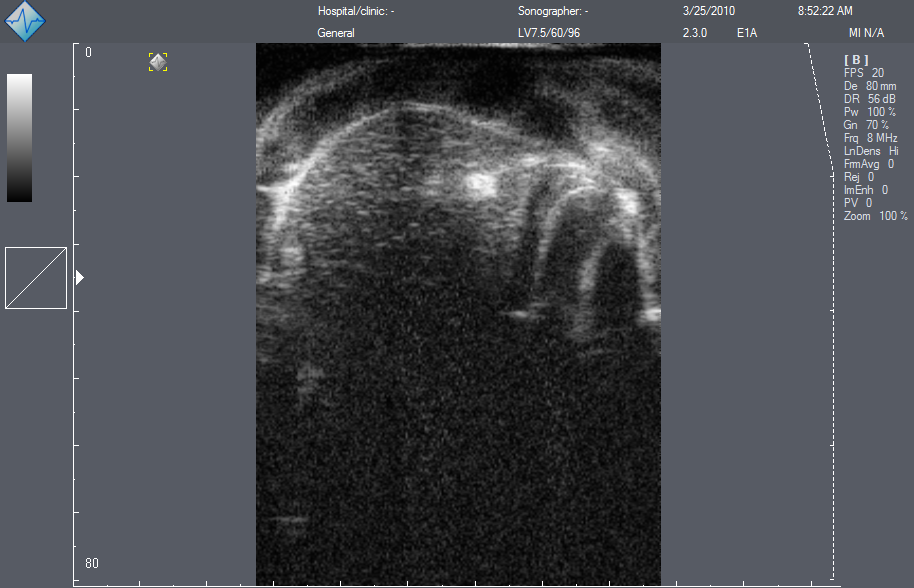 Hospital/clinic: - Sonographer: - 3/25/2010 8:52:22 AM
General LV7.5/60/96 2.3.0 E1A MI N/A
0
[ B ]
FPS 20
De 80 mm
DR 56 dB
Pw 100 %
Gn 70 %
Frq 8 MHz
LnDens Hi
FrmAvg 0
Rej 0
ImEnh 0
PV 0
Zoom 100 %
80